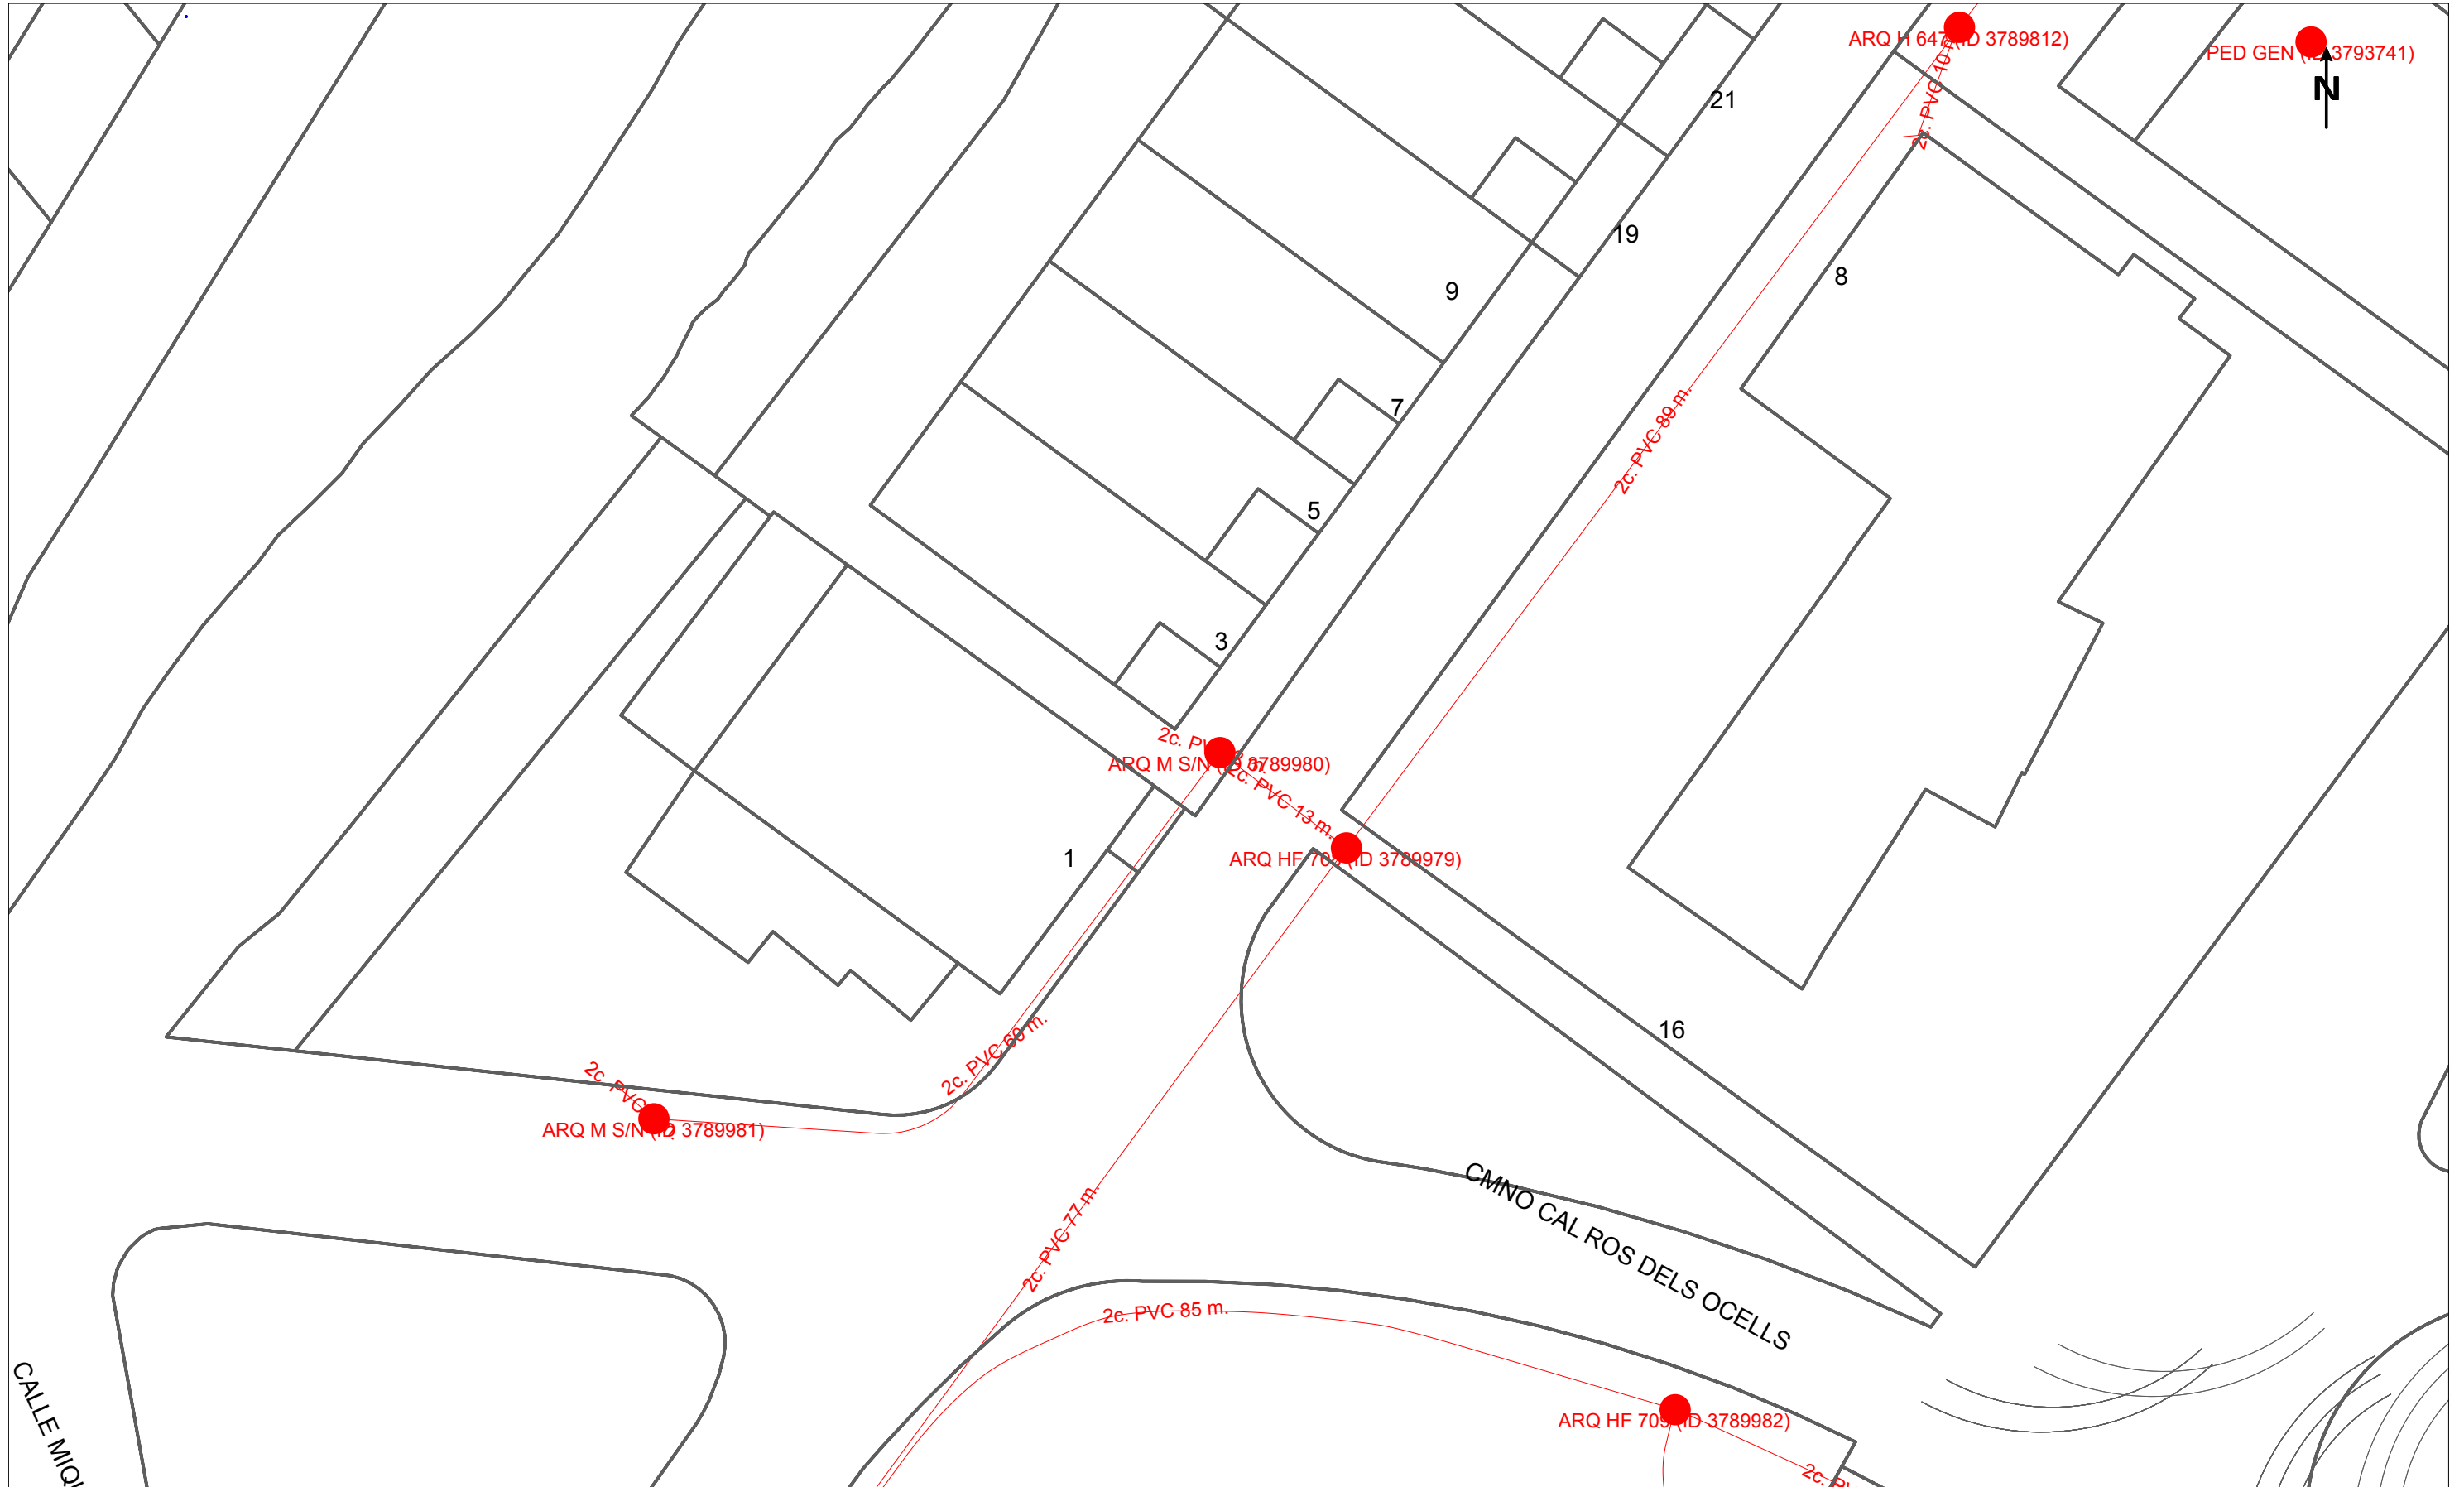 ARQ H 647 (ID 3789812)
PED GEN (ID 3793741)
N
2c. PVC 10 m.
21
19
8
9
2c. PVC 89 m.
7
5
3
2c.
ARQ M S/N (ID 3789980)
2c. PVC 13 m.
ARQ HF (ID 3789979)
1
16
2c. PVC 60 m.
2c. PVC
ARQ M S/N (ID 3789981)
CMNO CAL ROS DELS OCELLS
2c. PVC 77 m.
2c. PVC 85 m.
ARQ HF 709 (ID 3789982)
CALLE
2c.